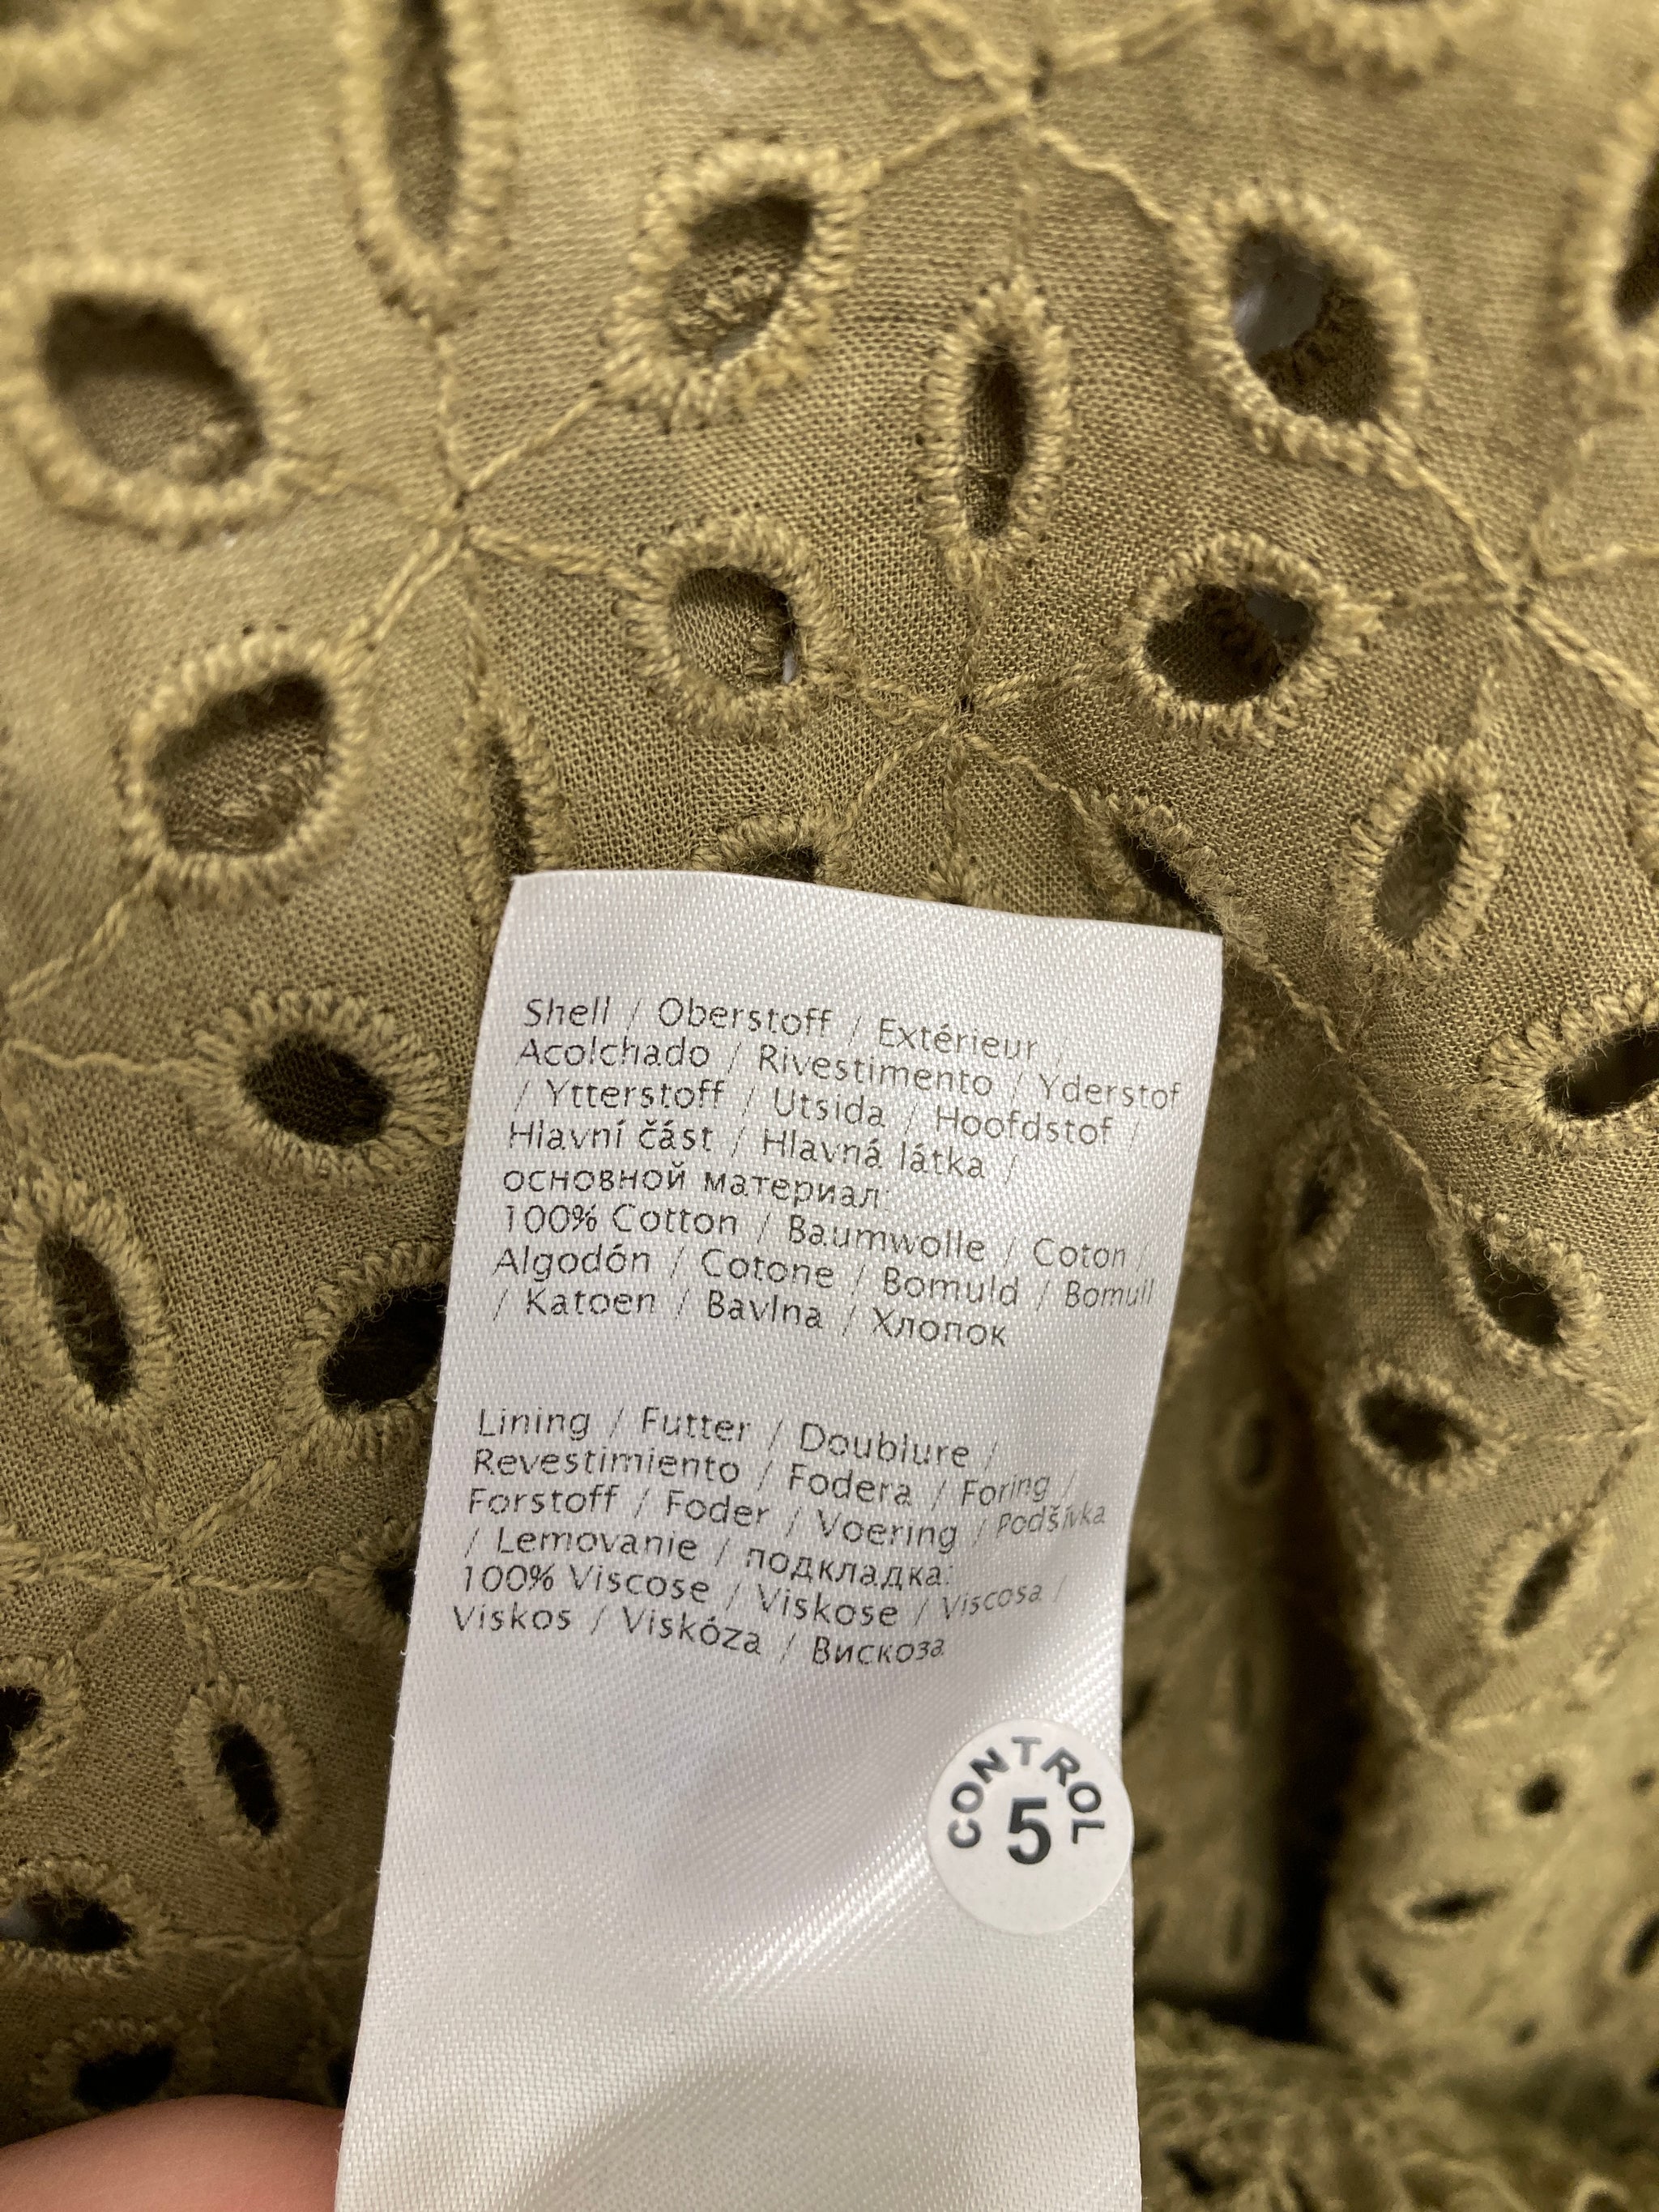 Shell / Oberstoff / Extérieur /
Acolchado / Rivestimento / Yderstof
/ Ytterstoff / Utsida / Hoofdstof /
Hlavní část / Hlavná látka /
основной материал:
100% Cotton / Baumwolle / Coton /
Algodón / Cotone / Bomuld / Bomull
/ Katoen / Bavlna / Хлопок
Lining / Futter / Doublure /
Revestimiento / Fodera / Foring /
Forstoff / Foder / Voering / Podšívka
/ Lemovanie / подкладка:
100% Viscose / Viskose / Viscosa /
Viskos / Viskóza / Вискоза
CONTROL
5